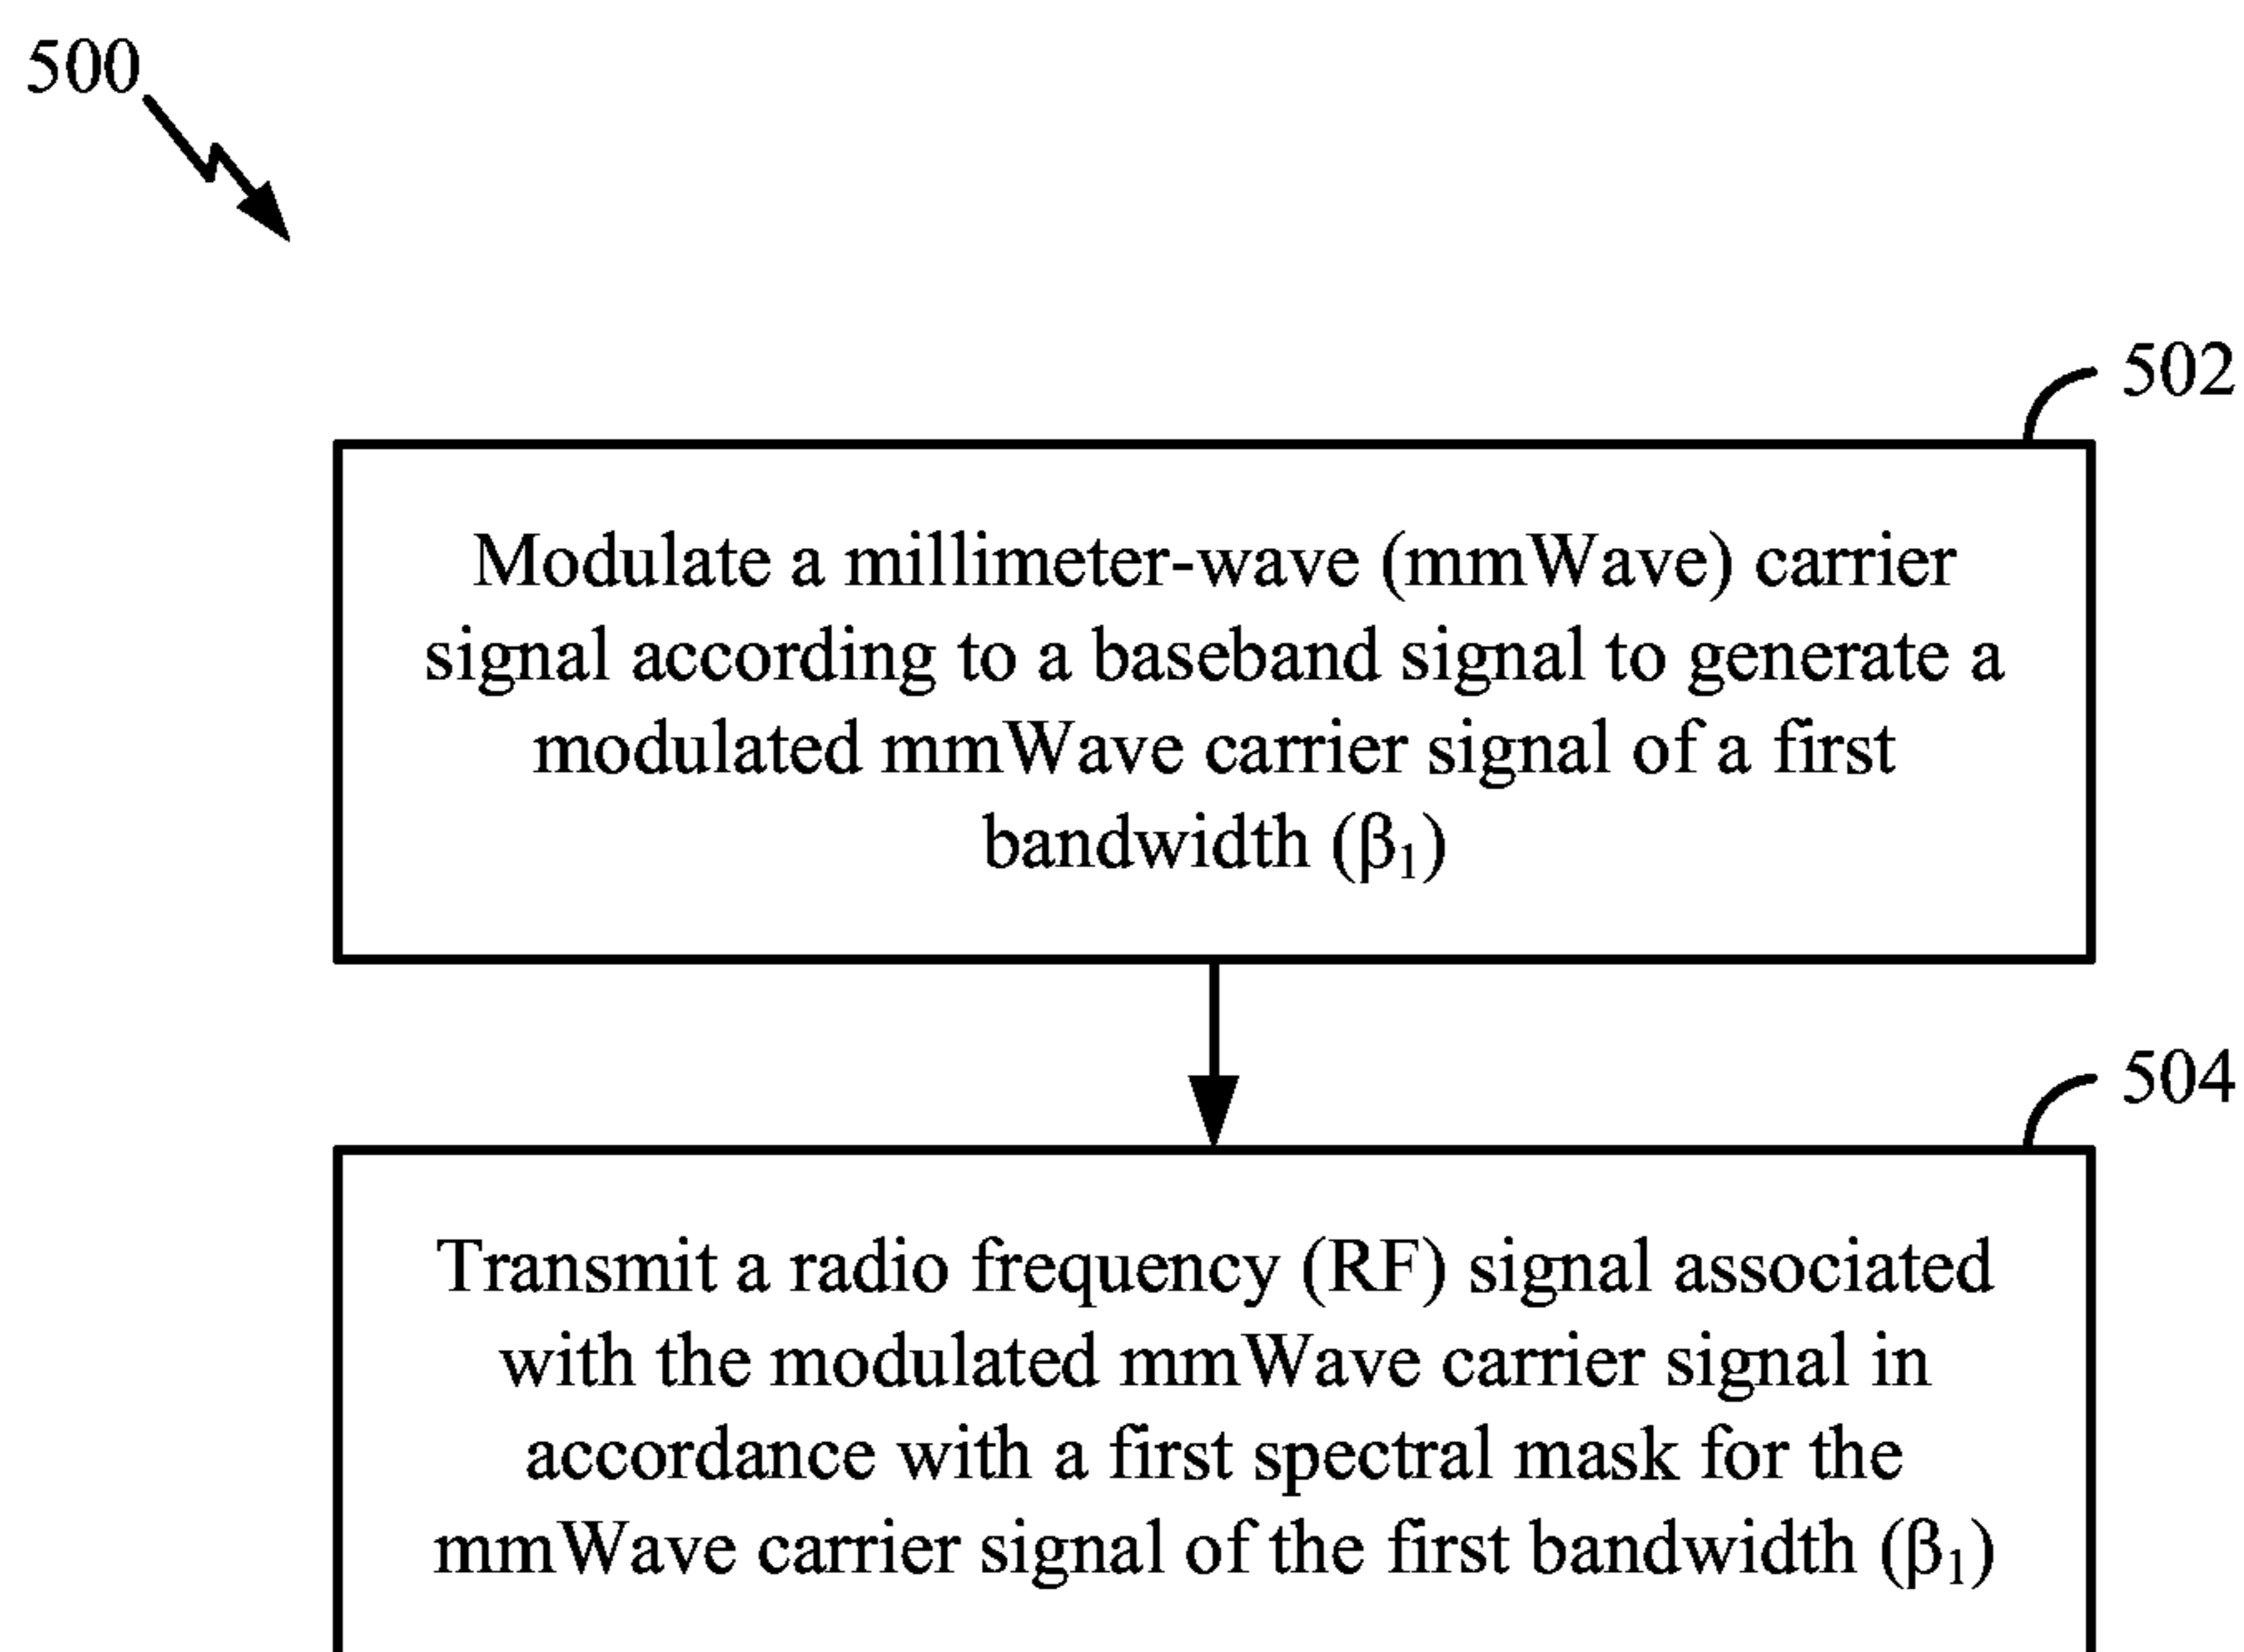 500
502
Modulate a millimeter-wave (mmWave) carrier
signal according to a baseband signal to generate a
modulated mmWave carrier signal of a first
bandwidth (β₁)
504
Transmit a radio frequency (RF) signal associated
with the modulated mmWave carrier signal in
accordance with a first spectral mask for the
mmWave carrier signal of the first bandwidth (β₁)